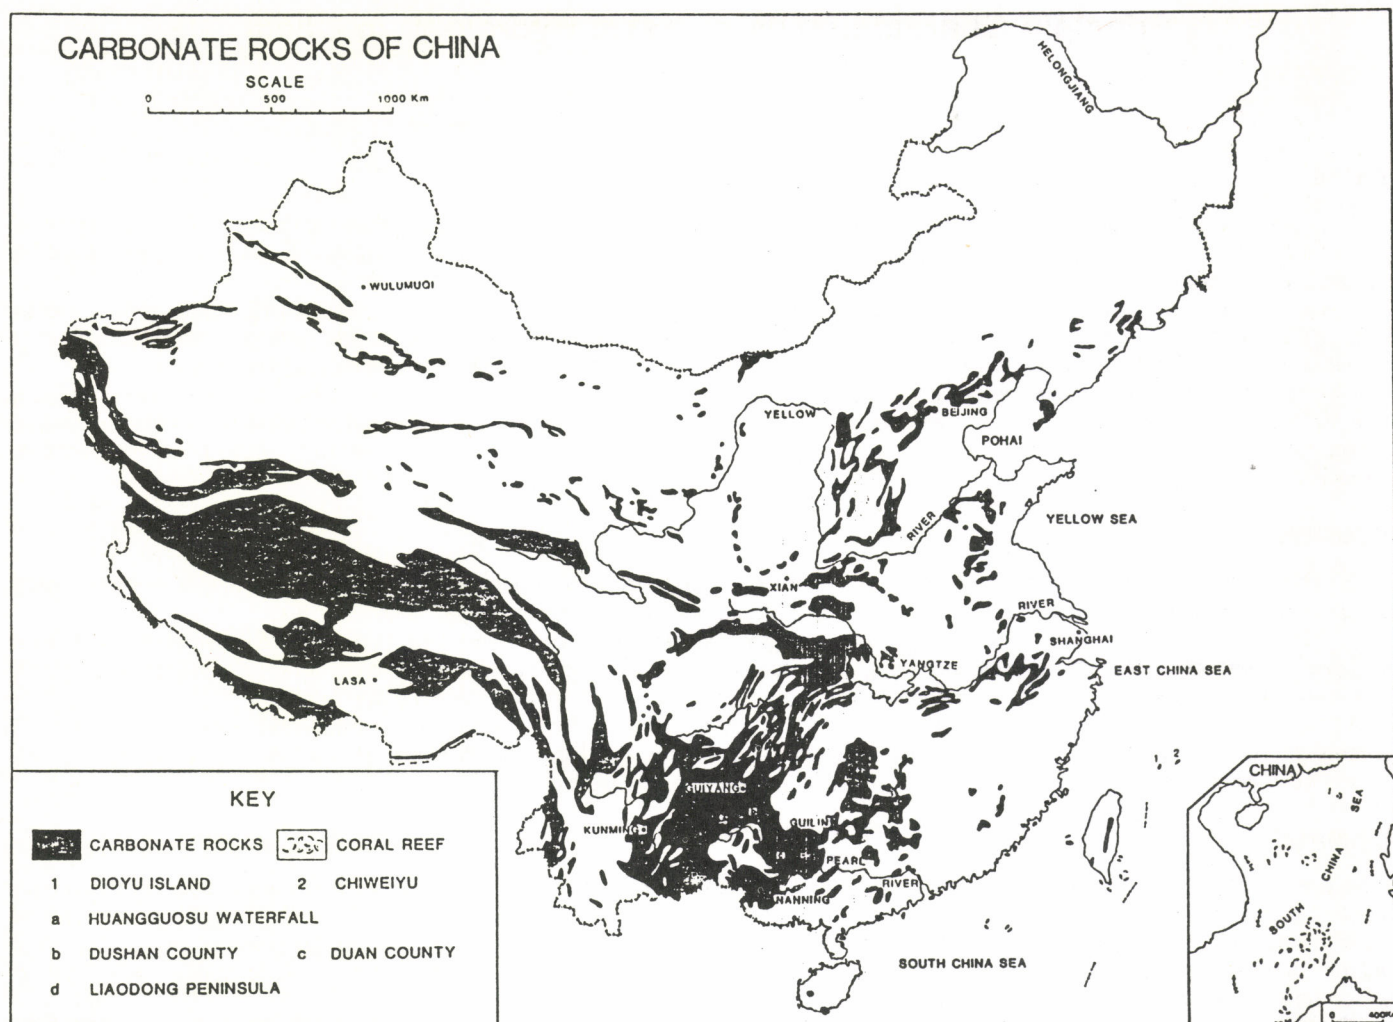 CARBONATE ROCKS OF CHINA
SCALE
0 500 1000 Km
HELONGJIANG
WULUMUQI
YELLOW
BEIJING
POHAI
RIVER
YELLOW SEA
XIAN
RIVER
SHANGHAI
YANGTZE
EAST CHINA SEA
LASA
1 2
GUIYANG
KUNMING
GUILIN
PEARL
RIVER
NANNING
SOUTH CHINA SEA
CHINA
SOUTH CHINA SEA
0 400K
KEY
CARBONATE ROCKS CORAL REEF
1 DIOYU ISLAND 2 CHIWEIYU
a HUANGGUOSU WATERFALL
b DUSHAN COUNTY c DUAN COUNTY
d LIAODONG PENINSULA